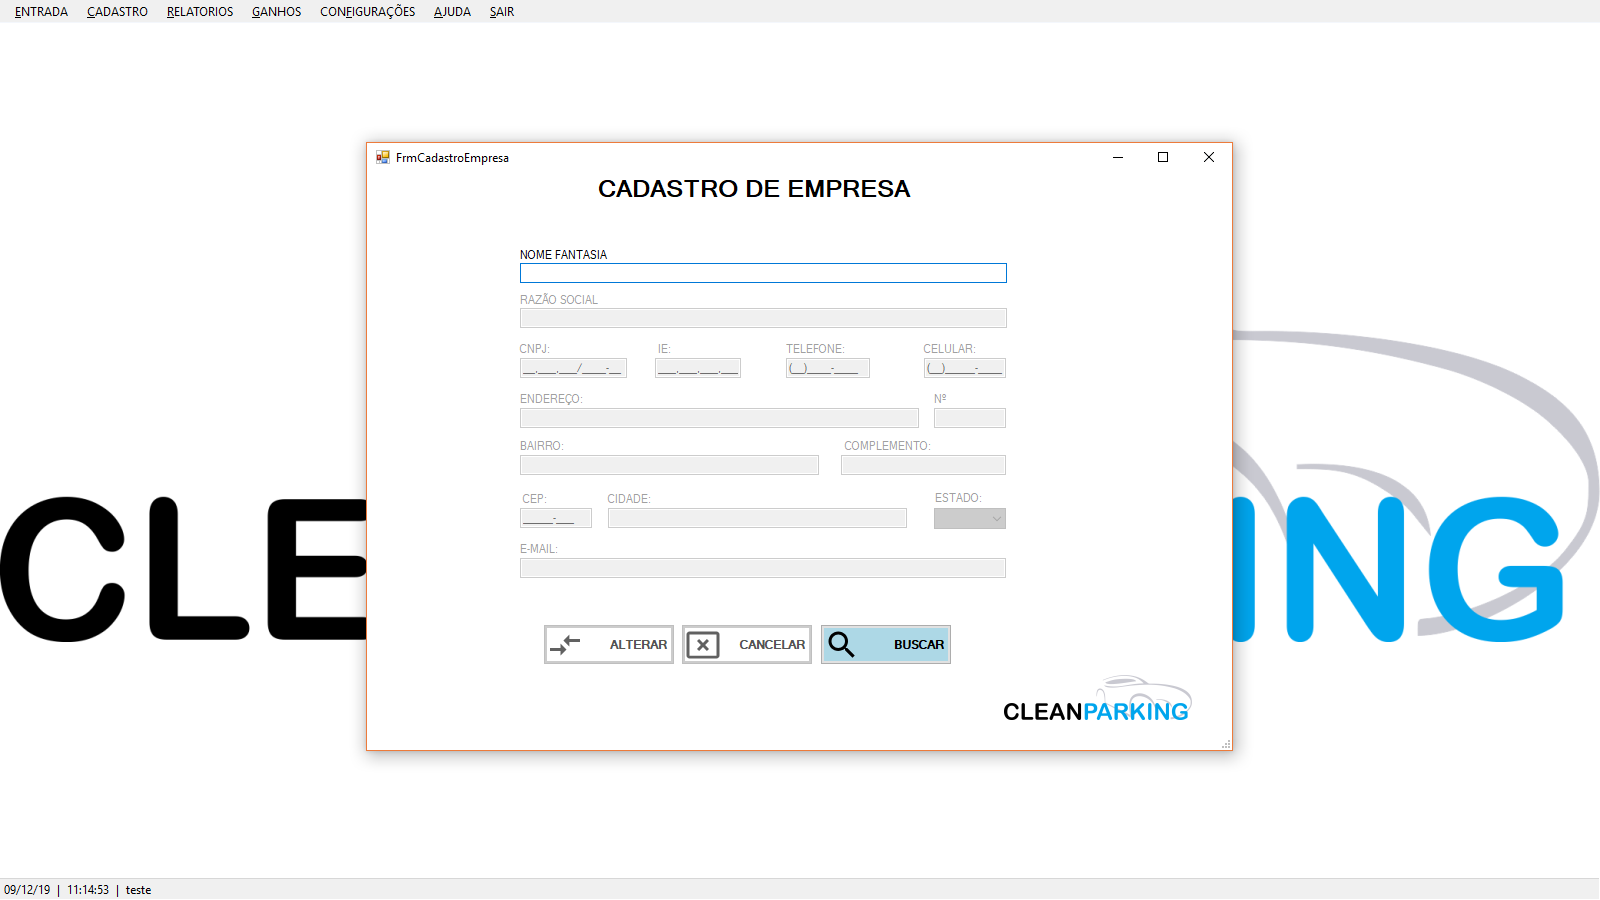 ENTRADA CADASTRO RELATORIOS GANHOS CONFIGURAÇÕES AJUDA SAIR
FrmCadastroEmpresa
CADASTRO DE EMPRESA
NOME FANTASIA
RAZÃO SOCIAL
CNPJ: IE: TELEFONE: CELULAR:
__.___.___/____-__ ___.___.___.___ (__)____-____ (__)_____-____
ENDEREÇO: Nº
BAIRRO: COMPLEMENTO:
CEP: CIDADE: ESTADO:
_____-___
E-MAIL:
ALTERAR CANCELAR BUSCAR
CLEANPARKING
CLE ING
09/12/19 | 11:14:53 | teste